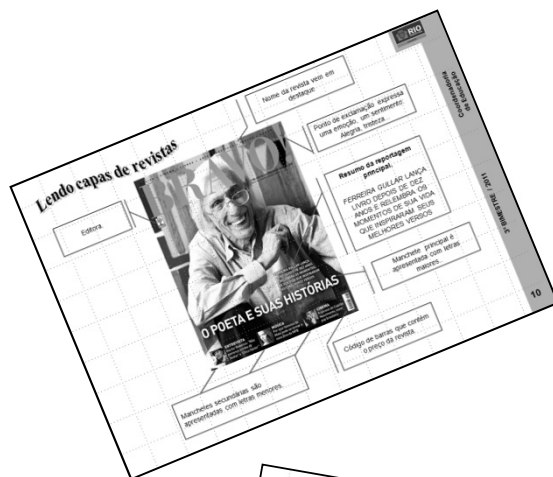 RIO
Coordenadoria
de Educação
3º BIMESTRE / 2011
10
Lendo capas de revistas
Nome da revista vem em
destaque
Ponto de exclamação expressa
uma emoção, um sentimento:
Alegria, tristeza...
Editora.
BRAVO!
Resumo da reportagem
principal.
FERREIRA GULLAR LANÇA
LIVRO DEPOIS DE DEZ
ANOS E RELEMBRA OS
MOMENTOS DE SUA VIDA
QUE INSPIRARAM SEUS
MELHORES VERSOS
Manchete principal é
apresentada com letras
maiores.
O POETA E SUAS HISTÓRIAS
ENTREVISTA
MÚSICA
CINEMA
Código de barras que contém
o preço da revista.
Manchetes secundárias são
apresentadas com letras menores.